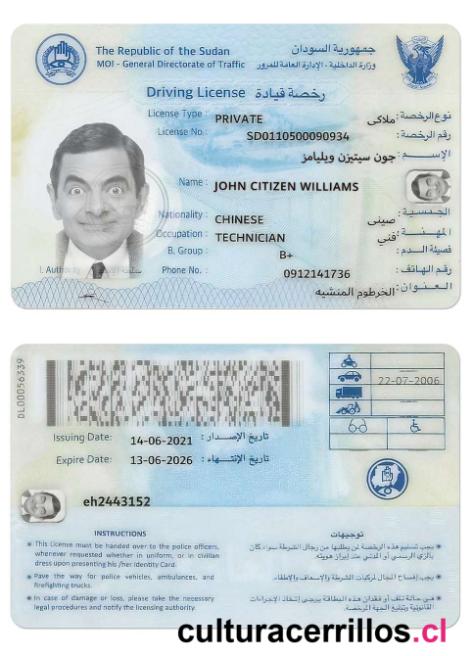 The Republic of the Sudan
جمهورية السودان
MOI - General Directorate of Traffic
وزارة الداخلية - الإدارة العامة للمرور
Driving License رخصة قيادة
License Type : PRIVATE نوع الرخصة: ملاكي
License No : SD0110500090934 رقم الرخصة:
الإســـم: جون سيتيزن ويليامز
Name : JOHN CITIZEN WILLIAMS
Nationality : CHINESE الجنسية: صيني
Occupation : TECHNICIAN المهنة: فني
B. Group : B+ فصيلة الدم:
I. Authority
Phone No. : 0912141736 رقم الهاتف:
العنوان: الخرطوم المنشيه
DL00056339
22-07-2006
Issuing Date: 14-06-2021 تاريخ الإصدار:
Expire Date: 13-06-2026 تاريخ الإنتهاء:
eh2443152
INSTRUCTIONS
توجيهات
This License must be handed over to the police officers,
whenever requested whether in uniform, or in civilian
dress upon presenting his /her Identity Card.
يجب تسليم هذه الرخصة لمن يطلبها من رجال الشرطة سواء كان
بالزي الرسمي أو المدني عند إبراز هويته.
Pave the way for police vehicles, ambulances, and
firefighting trucks.
يجب إفساح المجال لمركبات الشرطة والإسعاف والإطفاء.
In case of damage or loss, please take the necessary
legal procedures and notify the licensing authority.
في حالة تلف أو فقدان هذه البطاقة يرجى إتخاذ الإجراءات
القانونية وتبليغ الجهة المرخصة.
culturacerrillos.cl